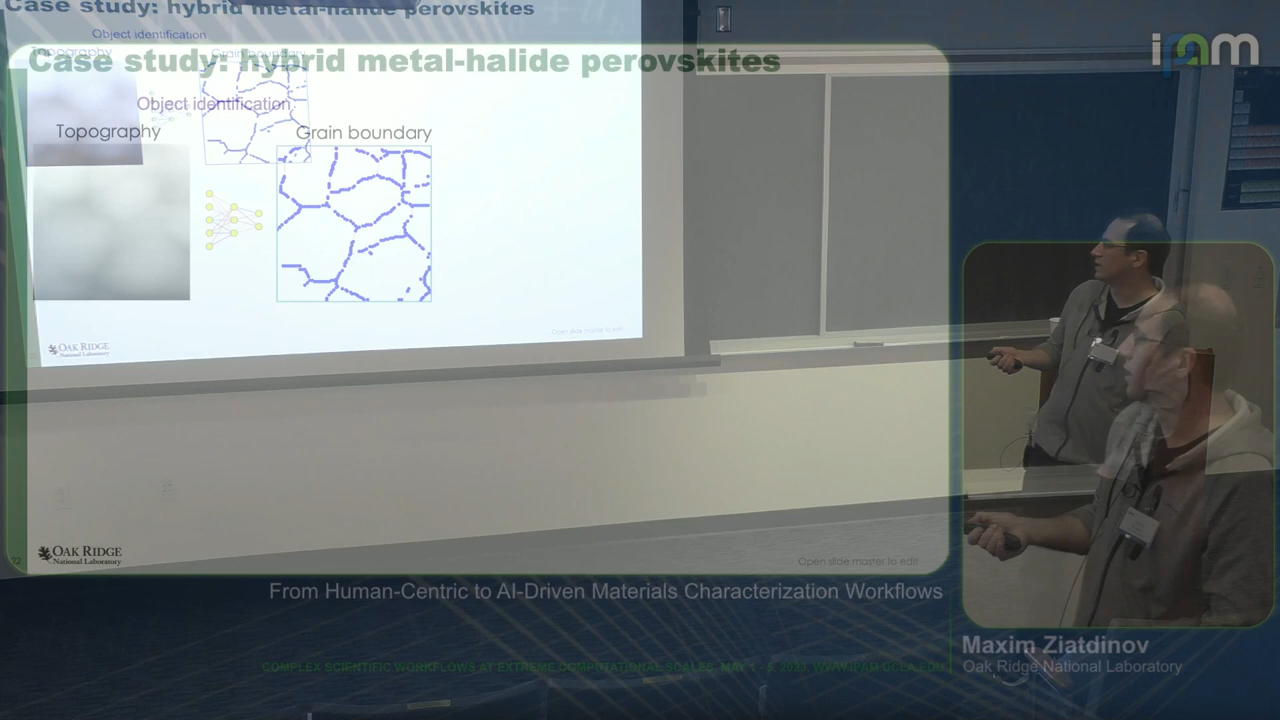 Case study: hybrid metal-halide perovskites
Object identification
Topography
Grain boundary
ipam
Case study: hybrid metal-halide perovskites
Object identification
Topography
Grain boundary
OAK RIDGE
National Laboratory
Open slide master to edit
OAK RIDGE
National Laboratory
Open slide master to edit
From Human-Centric to AI-Driven Materials Characterization Workflows
Maxim Ziatdinov
Oak Ridge National Laboratory
COMPLEX SCIENTIFIC WORKFLOWS AT EXTREME COMPUTATIONAL SCALES, MAY 1 - 5, 2023, WWW.IPAM.UCLA.EDU